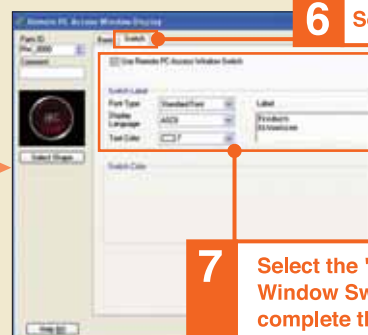 Remote PC Access Window Display
6
Se
Parts ID
Comment
Switch
Use Remote PC Access Window Switch
Switch Label
Font Type
Standard Font
Label
Display
Language
ASCII
Text Color
7
Select Shape
Switch Color
7
Select the "
Window Sw
complete th
Help